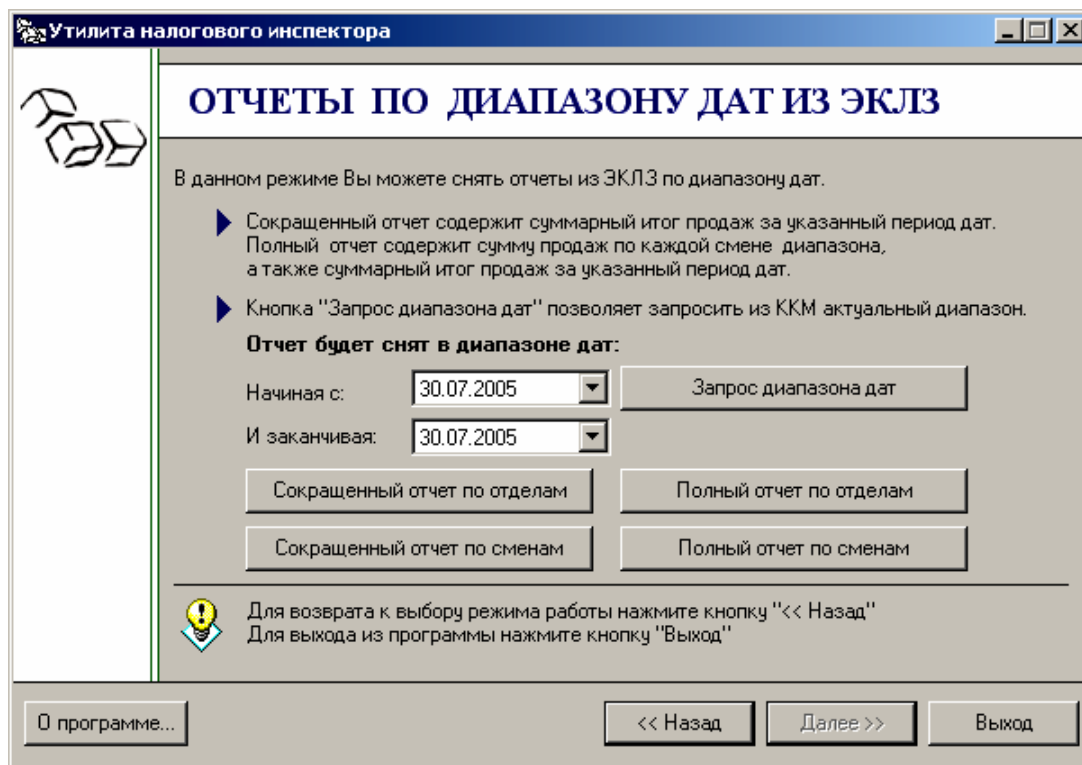 Утилита налогового инспектора
ОТЧЕТЫ ПО ДИАПАЗОНУ ДАТ ИЗ ЭКЛЗ
В данном режиме Вы можете снять отчеты из ЭКЛЗ по диапазону дат.
Сокращенный отчет содержит суммарный итог продаж за указанный период дат.
Полный отчет содержит сумму продаж по каждой смене диапазона,
а также суммарный итог продаж за указанный период дат.
Кнопка "Запрос диапазона дат" позволяет запросить из ККМ актуальный диапазон.
Отчет будет снят в диапазоне дат:
Начиная с: 30.07.2005 Запрос диапазона дат
И заканчивая: 30.07.2005
Сокращенный отчет по отделам Полный отчет по отделам
Сокращенный отчет по сменам Полный отчет по сменам
Для возврата к выбору режима работы нажмите кнопку "<< Назад"
Для выхода из программы нажмите кнопку "Выход"
О программе... << Назад Далее >> Выход